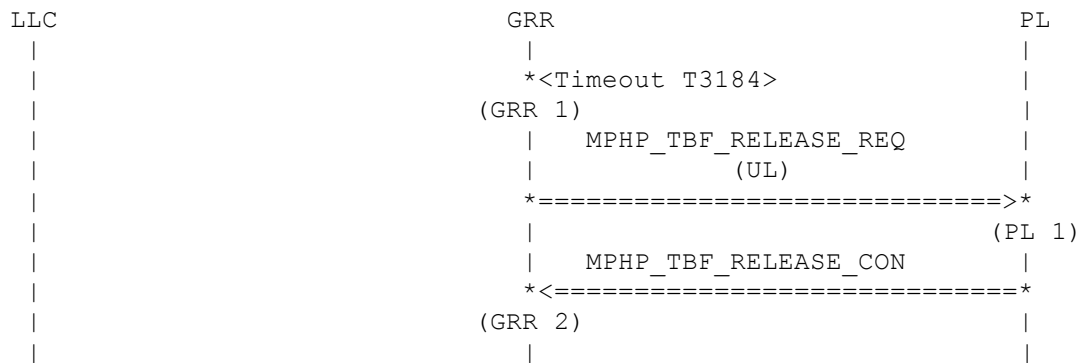 LLC GRR PL
*<Timeout T3184>
(GRR 1)
MPHP_TBF_RELEASE_REQ
(UL)
*=============================>*
(PL 1)
MPHP_TBF_RELEASE_CON
*<=============================*
(GRR 2)